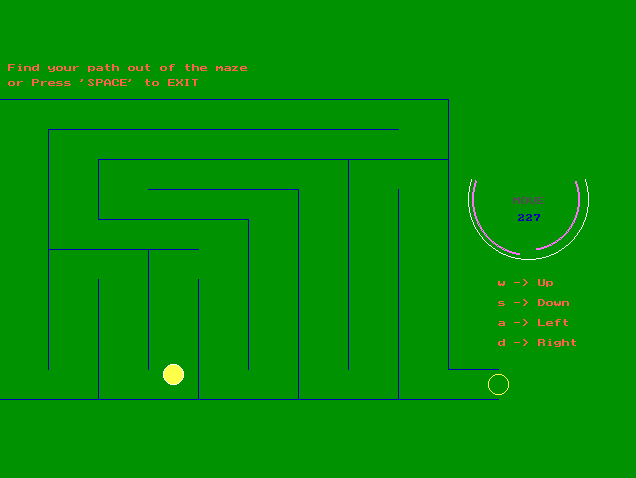 Find your path out of the maze
or Press 'SPACE' to EXIT
227
w -> Up
s -> Down
a -> Left
d -> Right